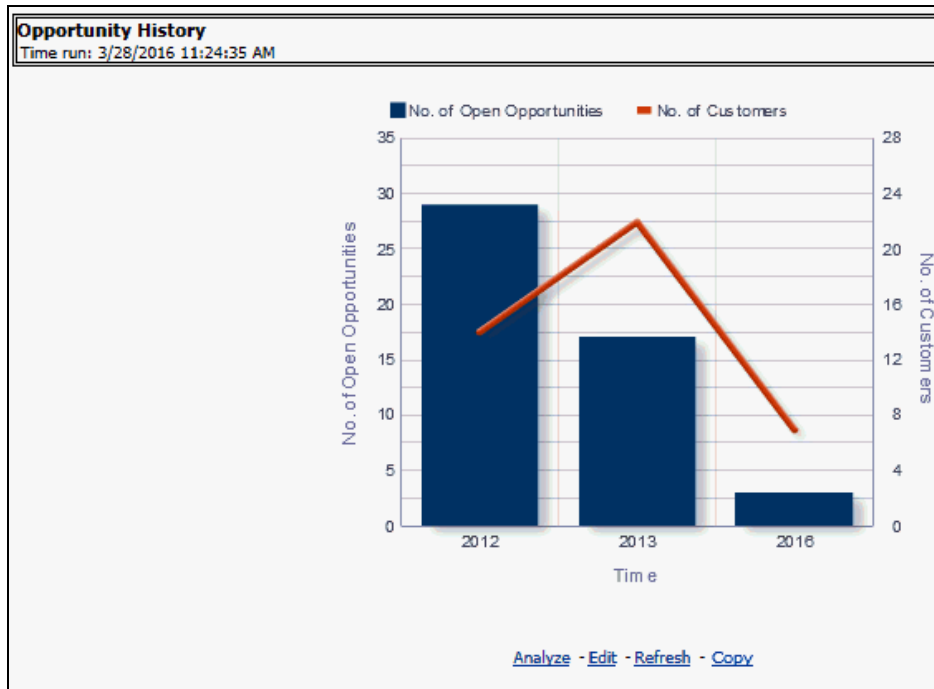 Opportunity History
Time run: 3/28/2016 11:24:35 AM
No. of Open Opportunities No. of Customers
35 28
30 24
25 20
20 16
15 12
10 8
5 4
0 0
No. of Open Opportunities
No. of Customers
2012 2013 2016
Time
Analyze - Edit - Refresh - Copy